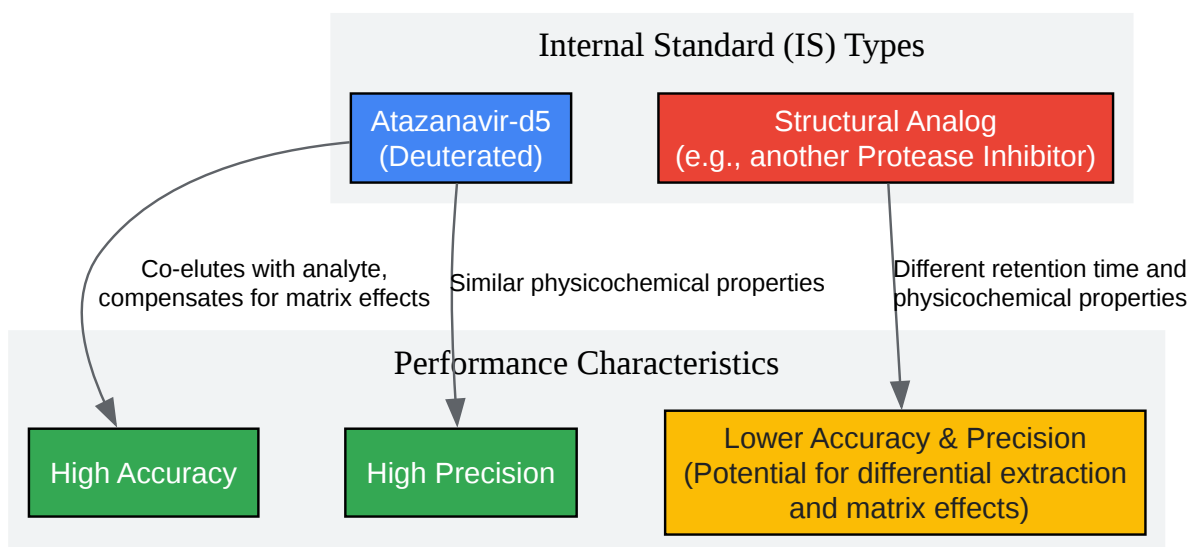 Internal Standard (IS) Types
Atazanavir-d5
(Deuterated)
Structural Analog
(e.g., another Protease Inhibitor)
Co-elutes with analyte,
compensates for matrix effects
Similar physicochemical properties
Different retention time and
physicochemical properties
Performance Characteristics
High Accuracy
High Precision
Lower Accuracy & Precision
(Potential for differential extraction
and matrix effects)